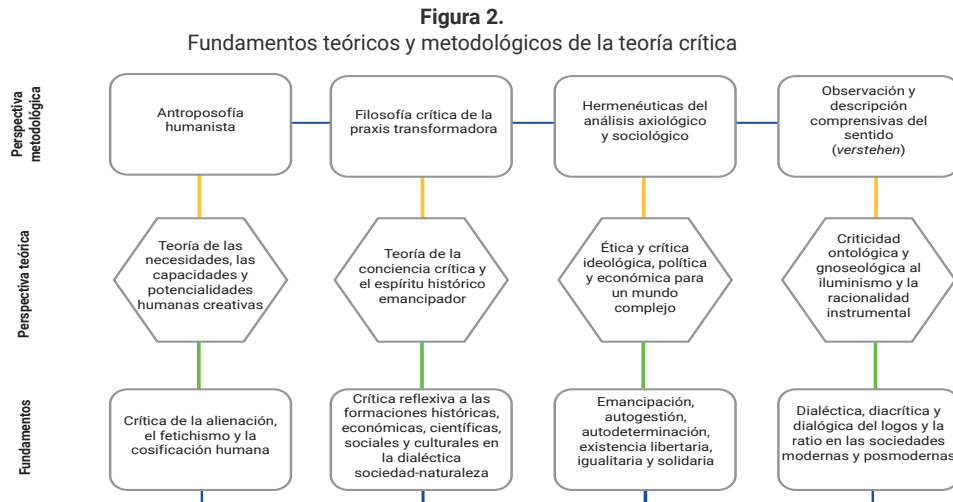 Figura 2.
Fundamentos teóricos y metodológicos de la teoría crítica
Perspectiva
metodológica
Antroposofía
humanista
Filosofía crítica de la
praxis transformadora
Hermenéuticas del
análisis axiológico
y sociológico
Observación y
descripción
comprensivas del
sentido
(verstehen)
Perspectiva teórica
Teoría de las
necesidades, las
capacidades y
potencialidades
humanas creativas
Teoría de la
conciencia crítica y
el espíritu histórico
emancipador
Ética y crítica
ideológica, política
y económica para
un mundo
complejo
Criticidad
ontológica y
gnoseológica al
iluminismo y la
racionalidad
instrumental
Fundamentos
Crítica de la alienación,
el fetichismo y la
cosificación humana
Crítica reflexiva a las
formaciones históricas,
económicas, científicas,
sociales y culturales en
la dialéctica
sociedad-naturaleza
Emancipación,
autogestión,
autodeterminación,
existencia libertaria,
igualitaria y solidaria
Dialéctica, diacrítica y
dialógica del logos y la
ratio en las sociedades
modernas y posmodernas